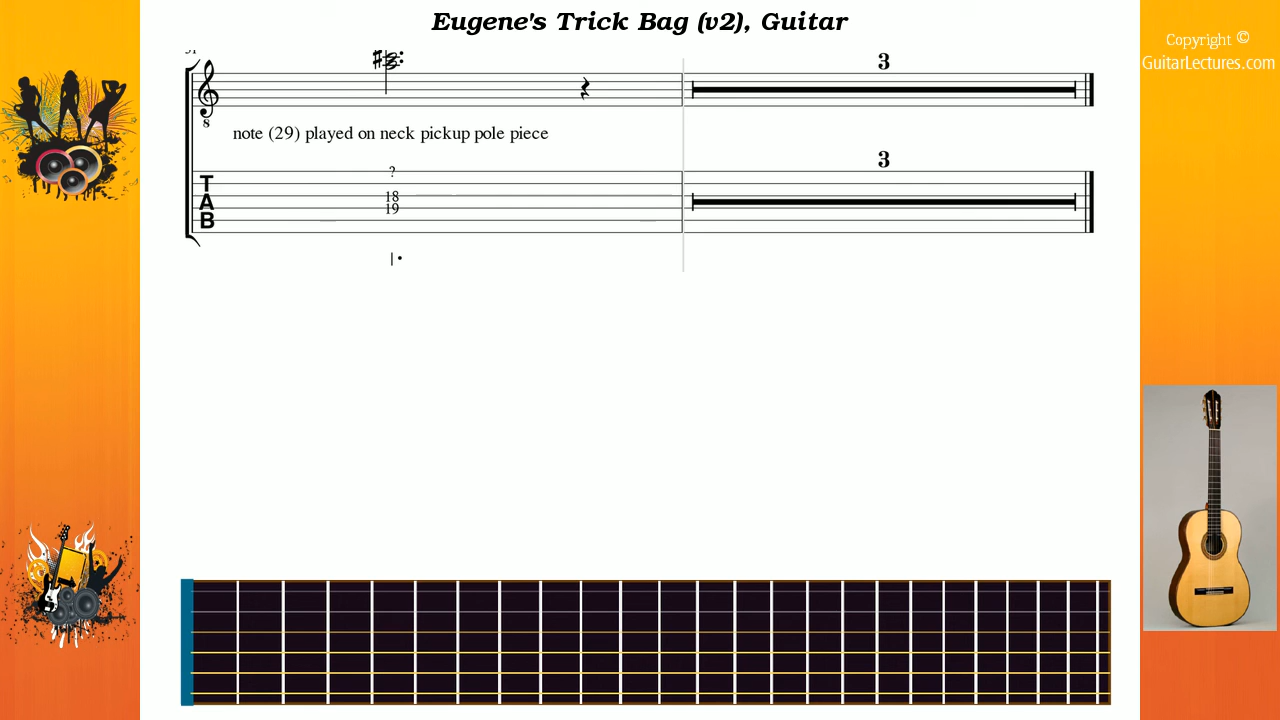 Eugene's Trick Bag (v2), Guitar
Copyright ©
GuitarLectures.com
3
8
note (29) played on neck pickup pole piece
3
?
T
A
B
18
19